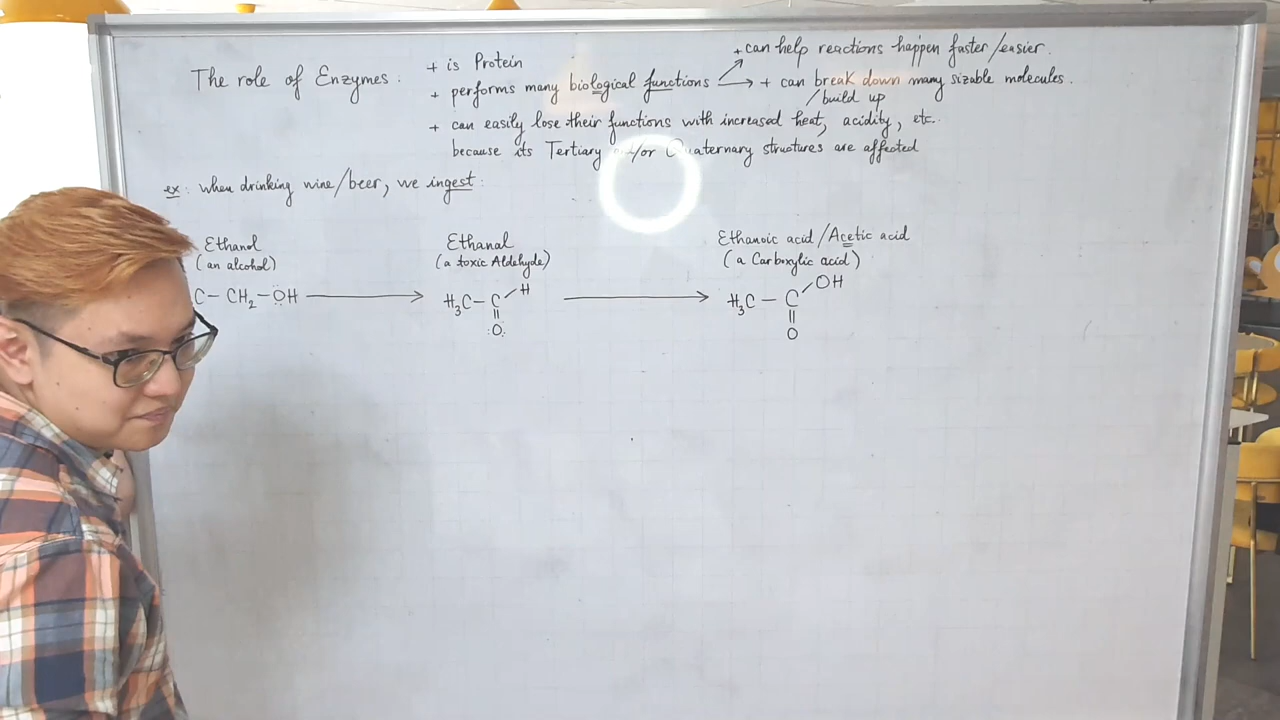 The role of Enzymes :
+ is Protein
+ performs many biological functions
+ can help reactions happen faster/easier.
+ can break down many sizable molecules.
/build up
+ can easily lose their functions with increased heat, acidity, etc.
because its Tertiary /or Quaternary structures are affected
ex: when drinking wine/beer, we ingest:
Ethanol
(an alcohol)
C-CH2-OH
Ethanal
(a toxic Aldehyde)
H3C-C-H
:O:
Ethanoic acid/Acetic acid
(a Carboxylic acid)
H3C-C-OH
O